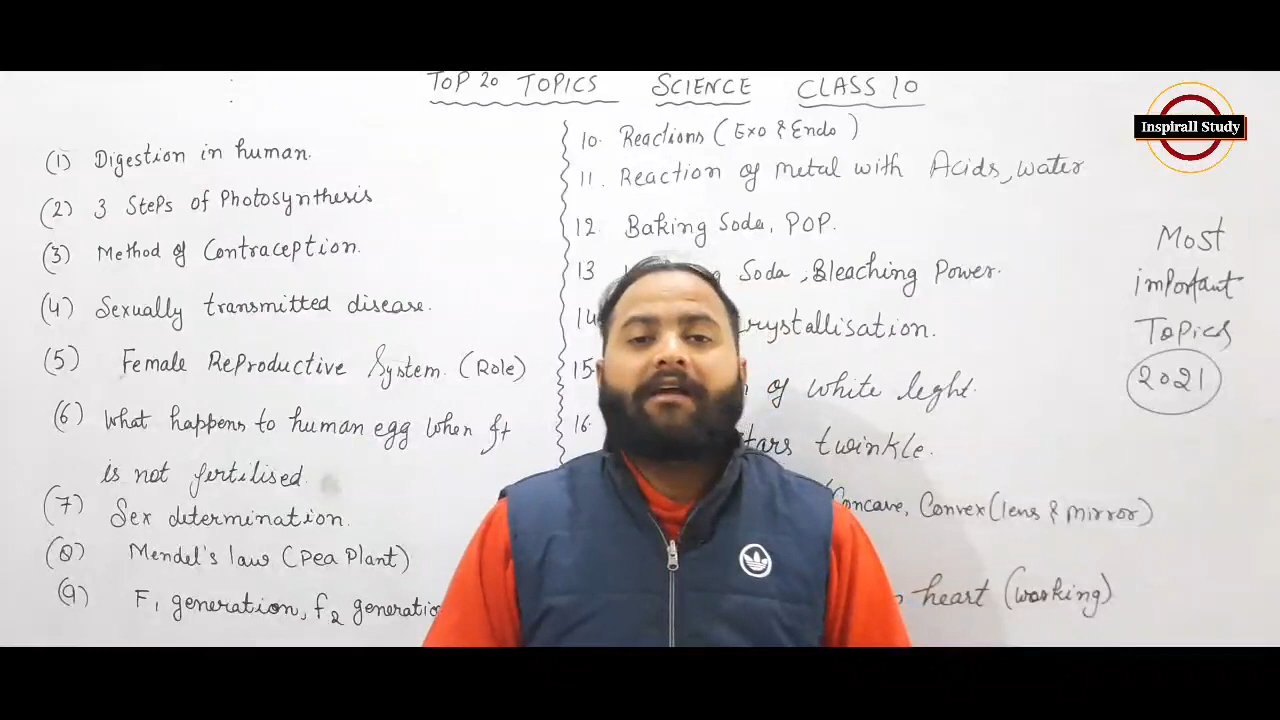 TOP 20 TOPICS SCIENCE CLASS 10
(1) Digestion in human.
(2) 3 Steps of Photosynthesis
(3) Method of Contraception.
(4) Sexually transmitted disease.
(5) Female Reproductive System. (Role)
(6) What happens to human egg when it
is not fertilised.
(7) Sex determination.
(8) Mendel's law (Pea Plant)
(9) F1 generation, f2 generatio
10. Reactions (Exo & Endo)
11. Reaction of metal with Acids, water
12. Baking Soda, POP.
13 Soda, Bleaching Power.
14 rystallisation.
15 of white leght.
16. tars twinkle.
Concave, Convex (lens & mirror)
heart (working)
Most
important
Topics
2021
Inspirall Study